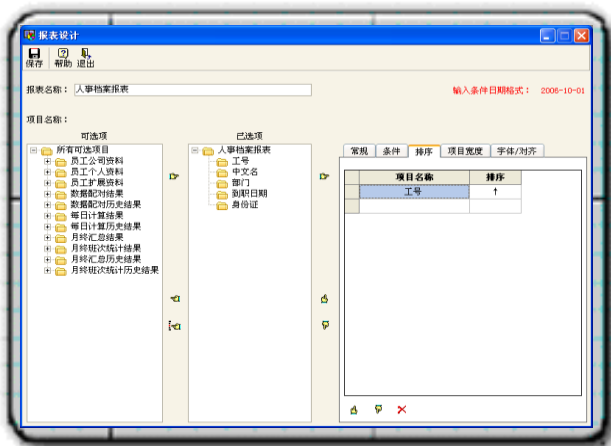 报表设计
保存 帮助 退出
报表名称： 人事档案报表
输入条件日期格式： 2006-10-01
项目名称：
可选项
已选项
所有可选项目
员工公司资料
员工个人资料
员工扩展资料
数据配对结果
数据配对历史结果
每日计算结果
每日计算历史结果
月终汇总结果
月终班次统计结果
月终汇总历史结果
月终班次统计历史结果
人事档案报表
工号
中文名
部门
到职日期
身份证
常规 条件 排序 项目宽度 字体/对齐
项目名称 排序
工号 ↑